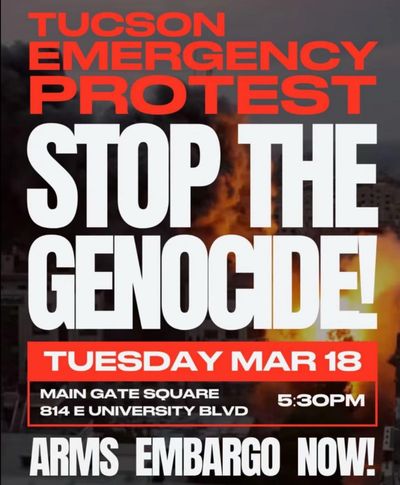 TUCSON
EMERGENCY
PROTEST
STOP THE
GENOCIDE!
TUESDAY MAR 18
MAIN GATE SQUARE
814 E UNIVERSITY BLVD
5:30PM
ARMS EMBARGO NOW!